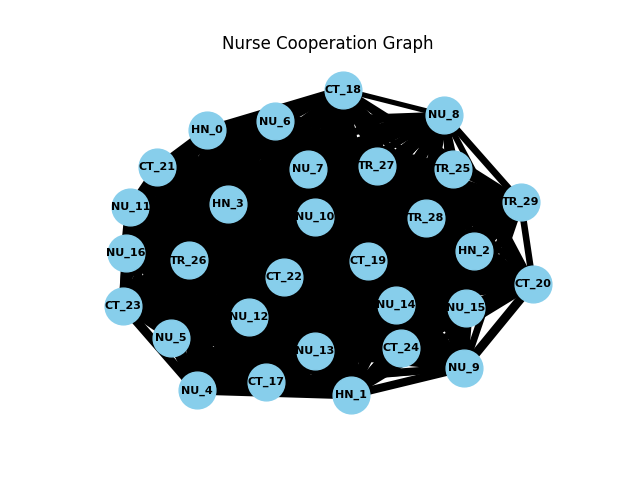 Nurse Cooperation Graph
CT_18
NU_8
NU_6
HN_0
CT_21
NU_7
TR_27
TR_25
TR_29
NU_11
HN_3
NU_10
TR_28
NU_16
TR_26
CT_19
HN_2
CT_22
CT_20
CT_23
NU_12
NU_14
NU_15
NU_5
NU_13
CT_24
NU_9
NU_4
CT_17
HN_1